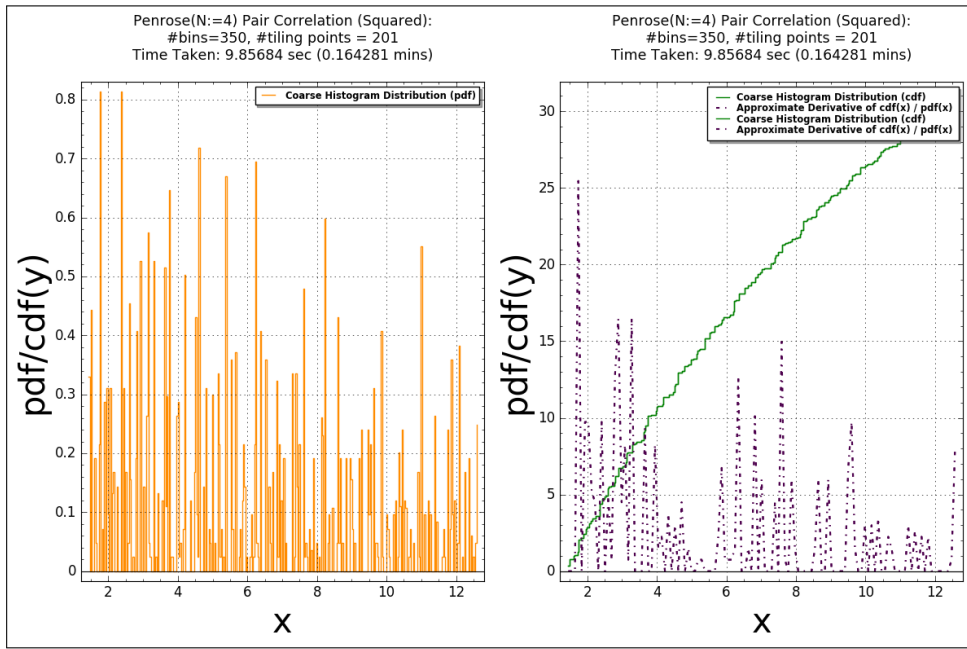 Penrose(N:=4) Pair Correlation (Squared):
#bins=350, #tiling points = 201
Time Taken: 9.85684 sec (0.164281 mins)
Coarse Histogram Distribution (pdf)
0.8
0.7
0.6
0.5
0.4
0.3
0.2
0.1
0
pdf/cdf(y)
2
4
6
8
10
12
x
Penrose(N:=4) Pair Correlation (Squared):
#bins=350, #tiling points = 201
Time Taken: 9.85684 sec (0.164281 mins)
Coarse Histogram Distribution (cdf)
Approximate Derivative of cdf(x) / pdf(x)
Coarse Histogram Distribution (cdf)
Approximate Derivative of cdf(x) / pdf(x)
30
25
20
15
10
5
0
pdf/cdf(y)
2
4
6
8
10
12
x